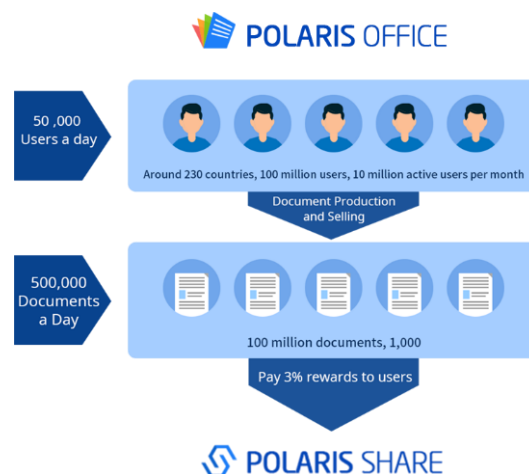 POLARIS OFFICE
50 ,000
Users a day
Around 230 countries, 100 million users, 10 million active users per month
Document Production
and Selling
500,000
Documents
a Day
100 million documents, 1,000
Pay 3% rewards to users
POLARIS SHARE